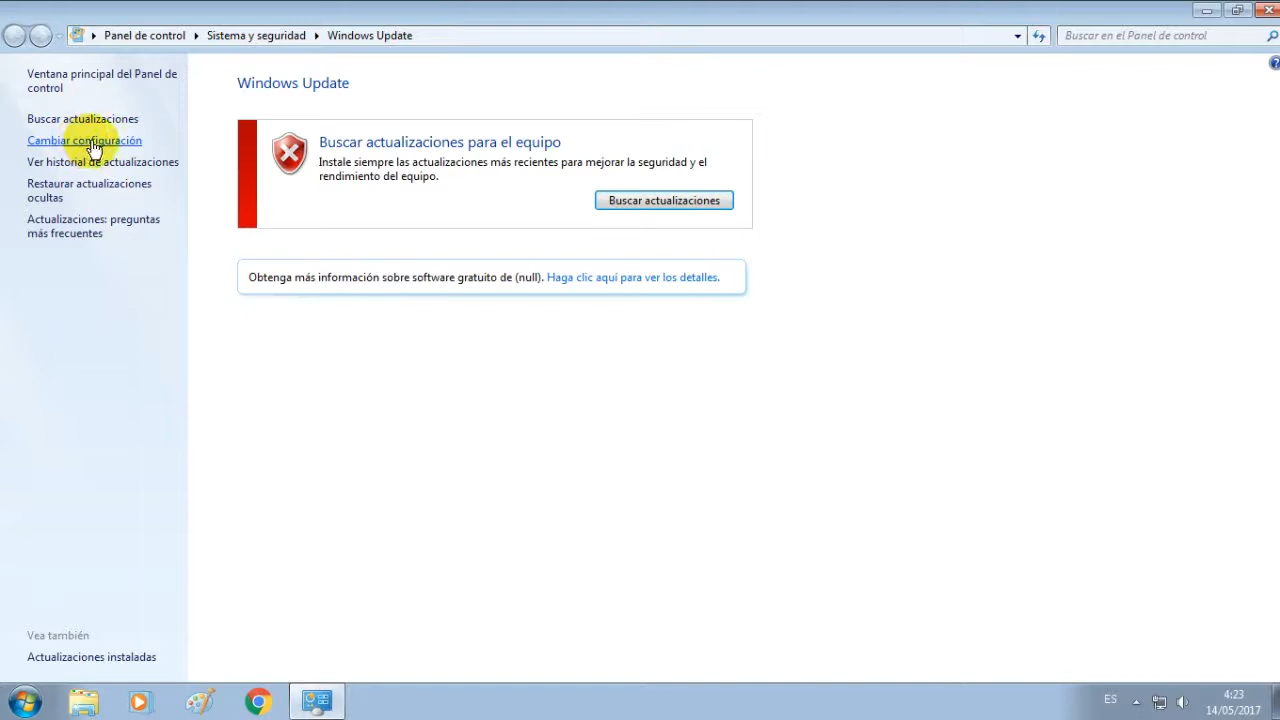 Panel de control
Sistema y seguridad
Windows Update
Buscar en el Panel de control
Ventana principal del Panel de
control
Buscar actualizaciones
Cambiar configuración
Ver historial de actualizaciones
Restaurar actualizaciones
ocultas
Actualizaciones: preguntas
más frecuentes
Windows Update
Buscar actualizaciones para el equipo
Instale siempre las actualizaciones más recientes para mejorar la seguridad y el
rendimiento del equipo.
Buscar actualizaciones
Obtenga más información sobre software gratuito de (null). Haga clic aquí para ver los detalles.
Vea también
Actualizaciones instaladas
ES
4:23
14/05/2017